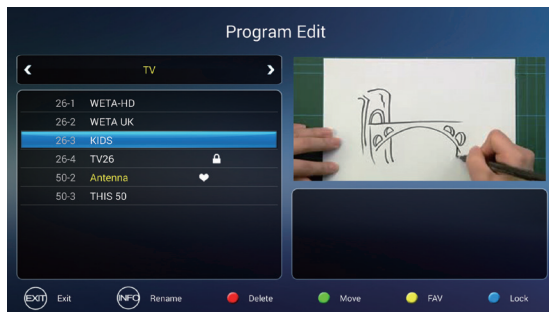 Program Edit
TV
26-1 WETA-HD
26-2 WETA UK
26-3 KIDS
26-4 TV26
50-2 Antenna
50-3 THIS 50
EXIT Exit INFO Rename Delete Move FAV Lock